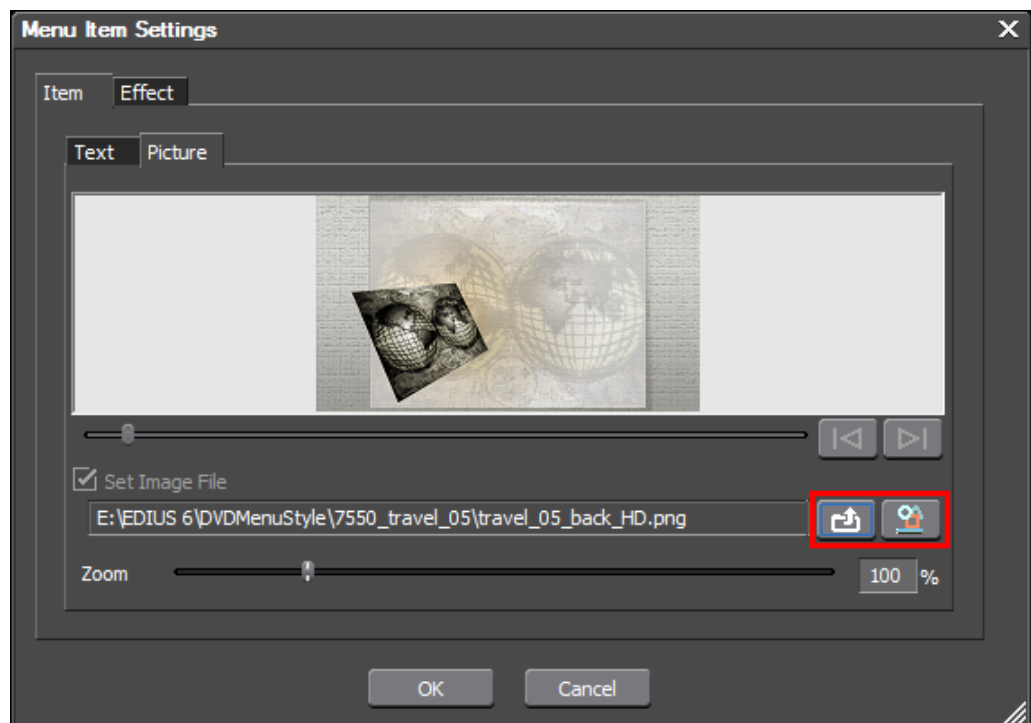 Menu Item Settings
Item Effect
Text Picture
Set Image File
E:\EDIUS 6\DVDMenuStyle\7550_travel_05\travel_05_back_HD.png
Zoom 100 %
OK Cancel